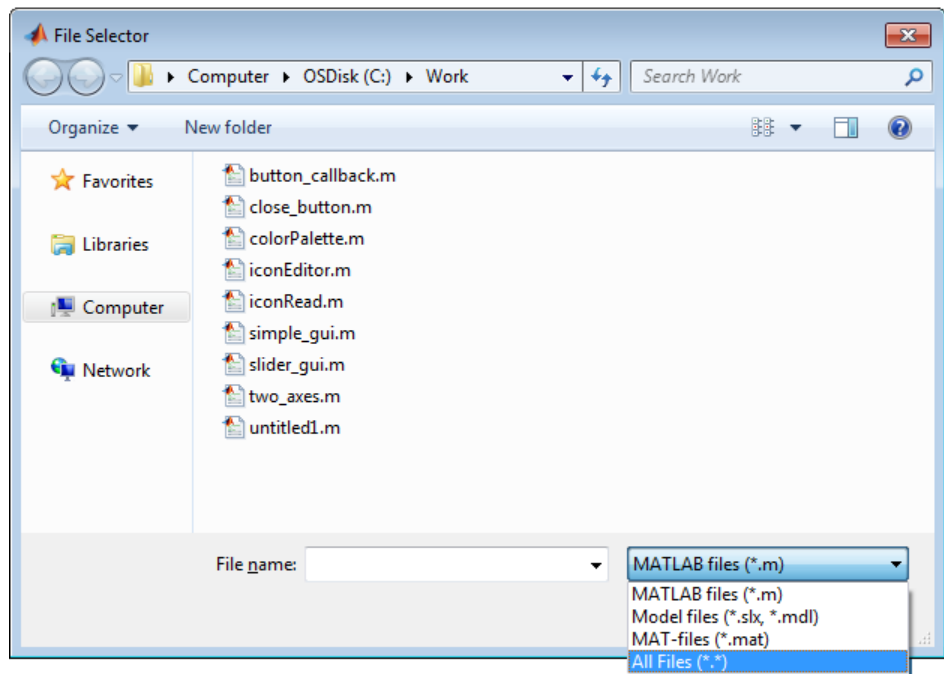 File Selector
Computer OSDisk (C:) Work
Search Work
Organize New folder
Favorites
Libraries
Computer
Network
button_callback.m
close_button.m
colorPalette.m
iconEditor.m
iconRead.m
simple_gui.m
slider_gui.m
two_axes.m
untitled1.m
File name:
MATLAB files (*.m)
MATLAB files (*.m)
Model files (*.slx, *.mdl)
MAT-files (*.mat)
All Files (*.*)